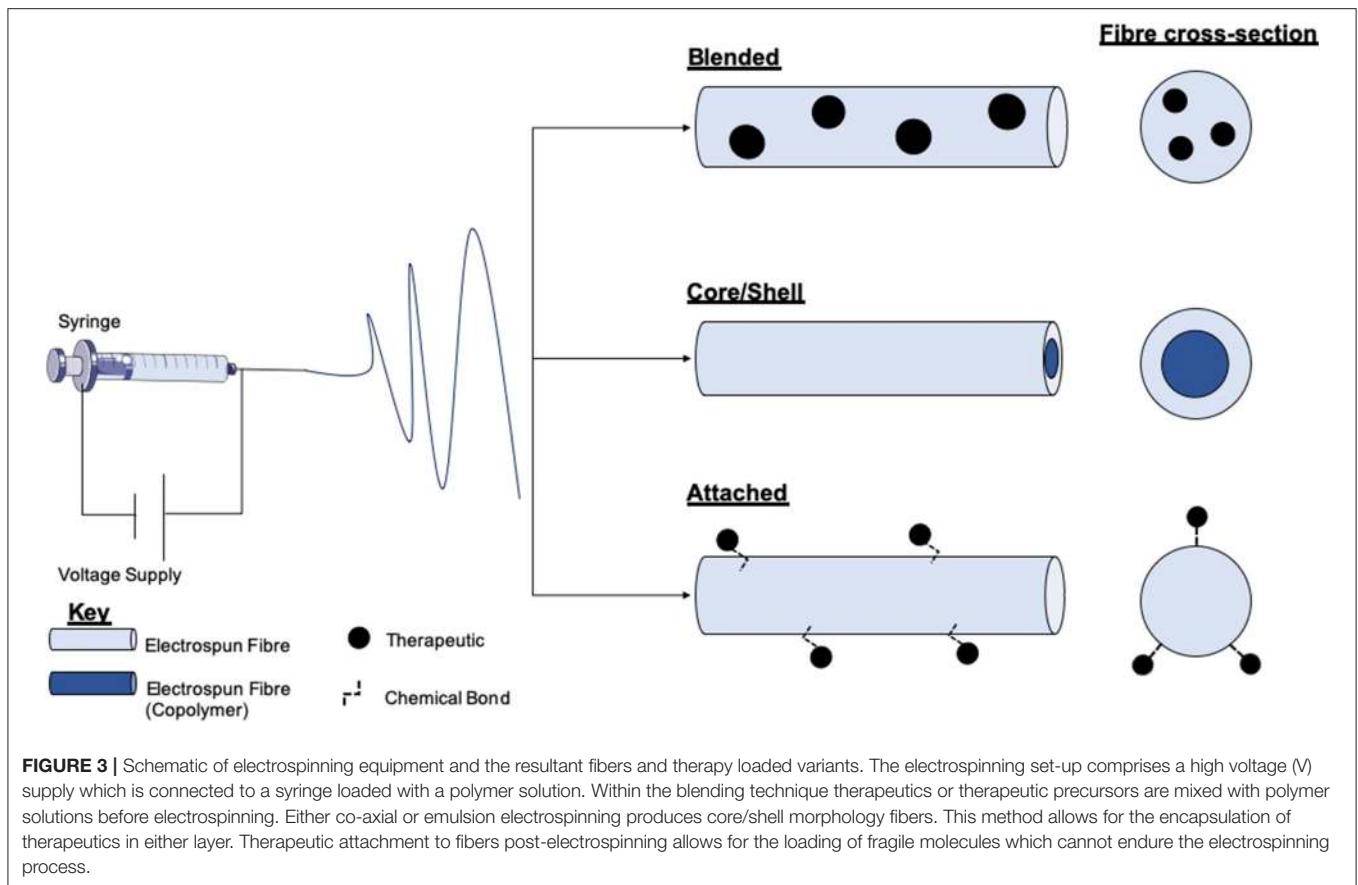 Fibre cross-section
Blended
Core/Shell
Syringe
Attached
Voltage Supply
Key
Electrospun Fibre
Therapeutic
Electrospun Fibre
(Copolymer)
Chemical Bond
FIGURE 3 | Schematic of electrospinning equipment and the resultant fibers and therapy loaded variants. The electrospinning set-up comprises a high voltage (V)
supply which is connected to a syringe loaded with a polymer solution. Within the blending technique therapeutics or therapeutic precursors are mixed with polymer
solutions before electrospinning. Either co-axial or emulsion electrospinning produces core/shell morphology fibers. This method allows for the encapsulation of
therapeutics in either layer. Therapeutic attachment to fibers post-electrospinning allows for the loading of fragile molecules which cannot endure the electrospinning
process.